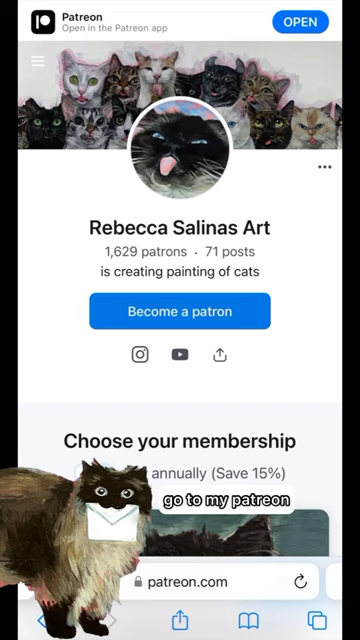 Patreon
Open in the Patreon app
OPEN
Rebecca Salinas Art
1,629 patrons · 71 posts
is creating painting of cats
Become a patron
Choose your membership
annually (Save 15%)
go to my patreon
patreon.com